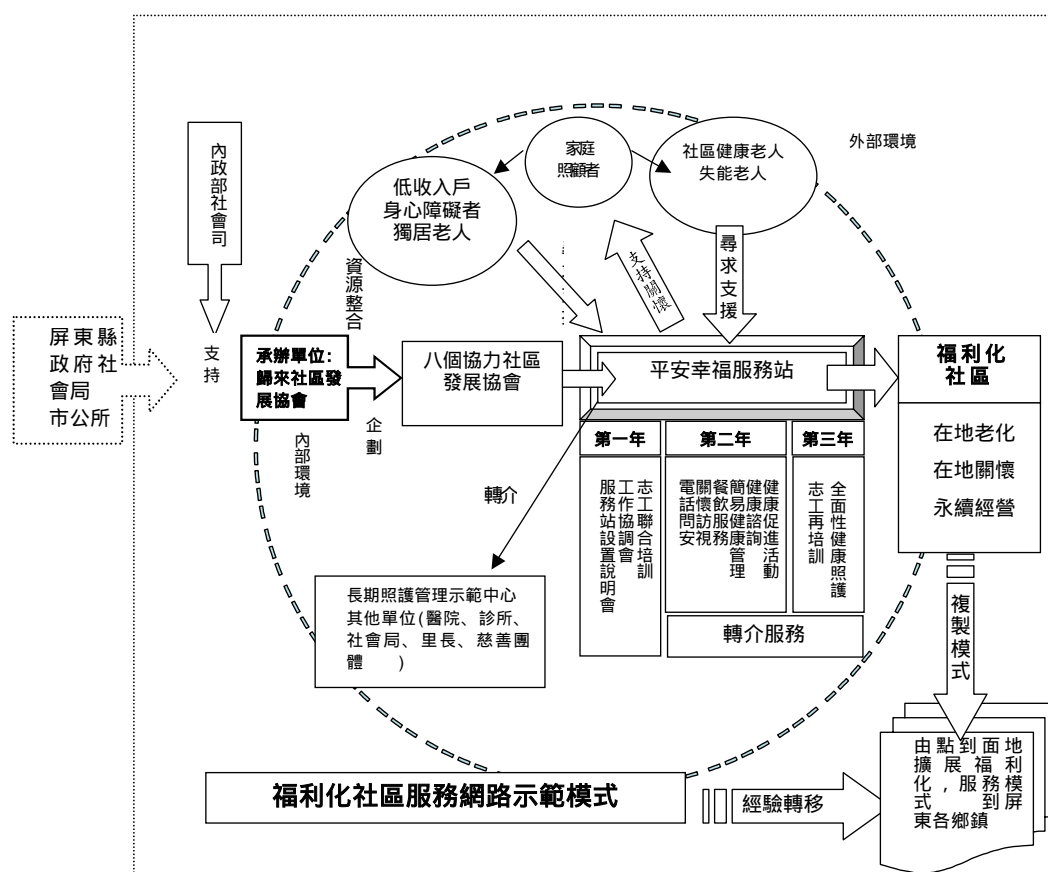 外部環境
內政部社會司
家庭
照顧者
社區健康老人
失能老人
低收入戶
身心障礙者
獨居老人
資源整合
支持關懷
尋求支援
屏東縣
政府社
會局
市公所
支持
承辦單位:
歸來社區發
展協會
企劃
內部環境
八個協力社區
發展協會
平安幸福服務站
福利化
社區
在地老化
在地關懷
永續經營
第一年
第二年
第三年
志工聯合培訓
工作協調會
服務站設置說明會
健康促進活動
健康諮詢
簡易健康管理
餐飲服務
關懷訪視
電話問安
全面性健康照護
志工再培訓
轉介服務
轉介
長期照護管理示範中心
其他單位(醫院、診所、
社會局、里長、慈善團
體 )
複製模式
由點到面地
擴展福利
化,服務模
式 到屏
東各鄉鎮
福利化社區服務網路示範模式
經驗轉移